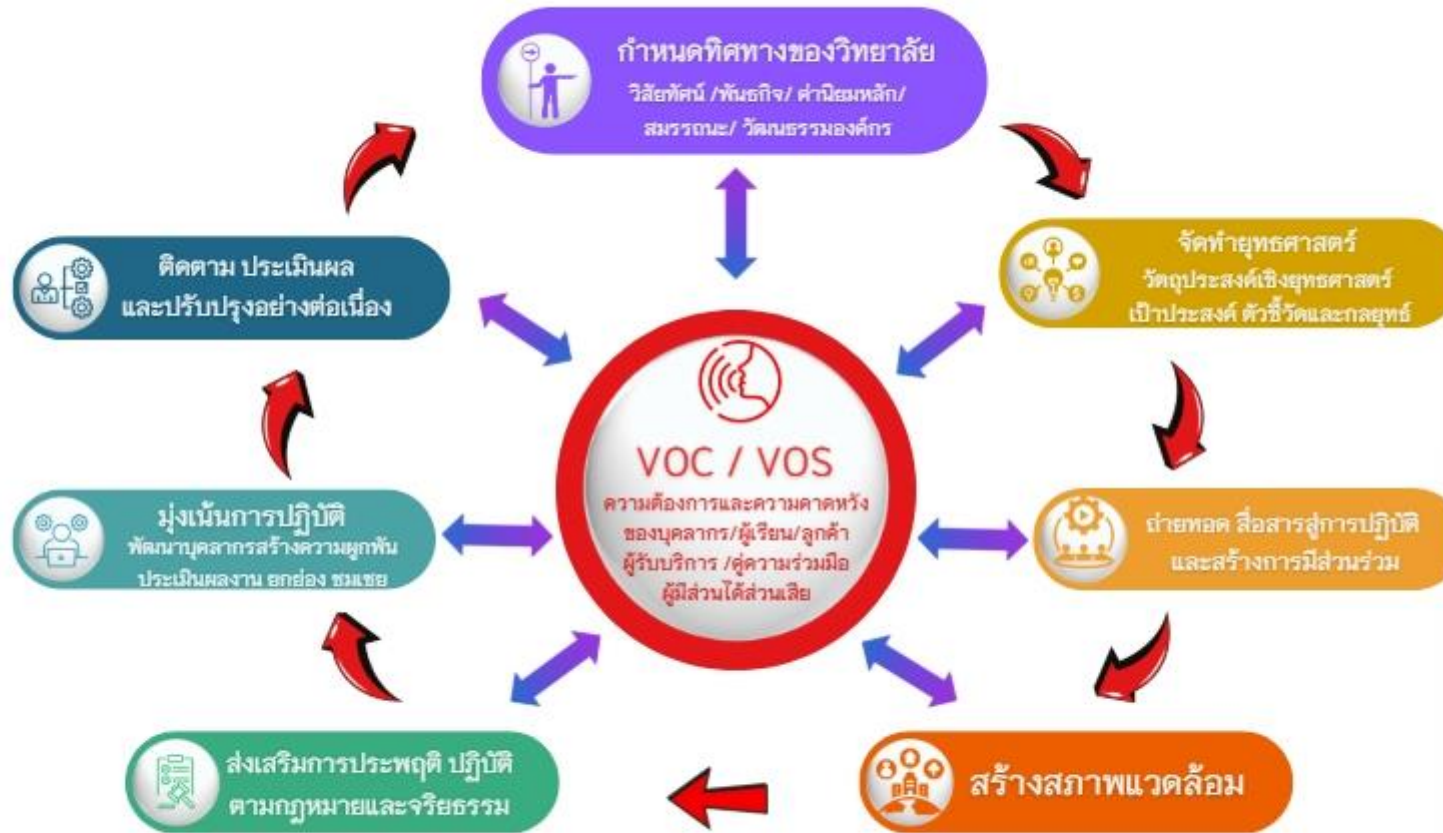 กำหนดทิศทางของวิทยาลัย
วิสัยทัศน์ /พันธกิจ/ ค่านิยมหลัก/
สมรรถนะ/ วัฒนธรรมองค์กร
จัดทำยุทธศาสตร์
วัตถุประสงค์เชิงยุทธศาสตร์
เป้าประสงค์ ตัวชี้วัดและกลยุทธ์
ถ่ายทอด สื่อสารสู่การปฏิบัติ
และสร้างการมีส่วนร่วม
สร้างสภาพแวดล้อม
ส่งเสริมการประพฤติ ปฏิบัติ
ตามกฎหมายและจริยธรรม
มุ่งเน้นการปฏิบัติ
พัฒนาบุคลากรสร้างความผูกพัน
ประเมินผลงาน ยกย่อง ชมเชย
ติดตาม ประเมินผล
และปรับปรุงอย่างต่อเนื่อง
VOC / VOS
ความต้องการและความคาดหวัง
ของบุคลากร/ผู้เรียน/ลูกค้า
ผู้รับบริการ /คู่ความร่วมมือ
ผู้มีส่วนได้ส่วนเสีย